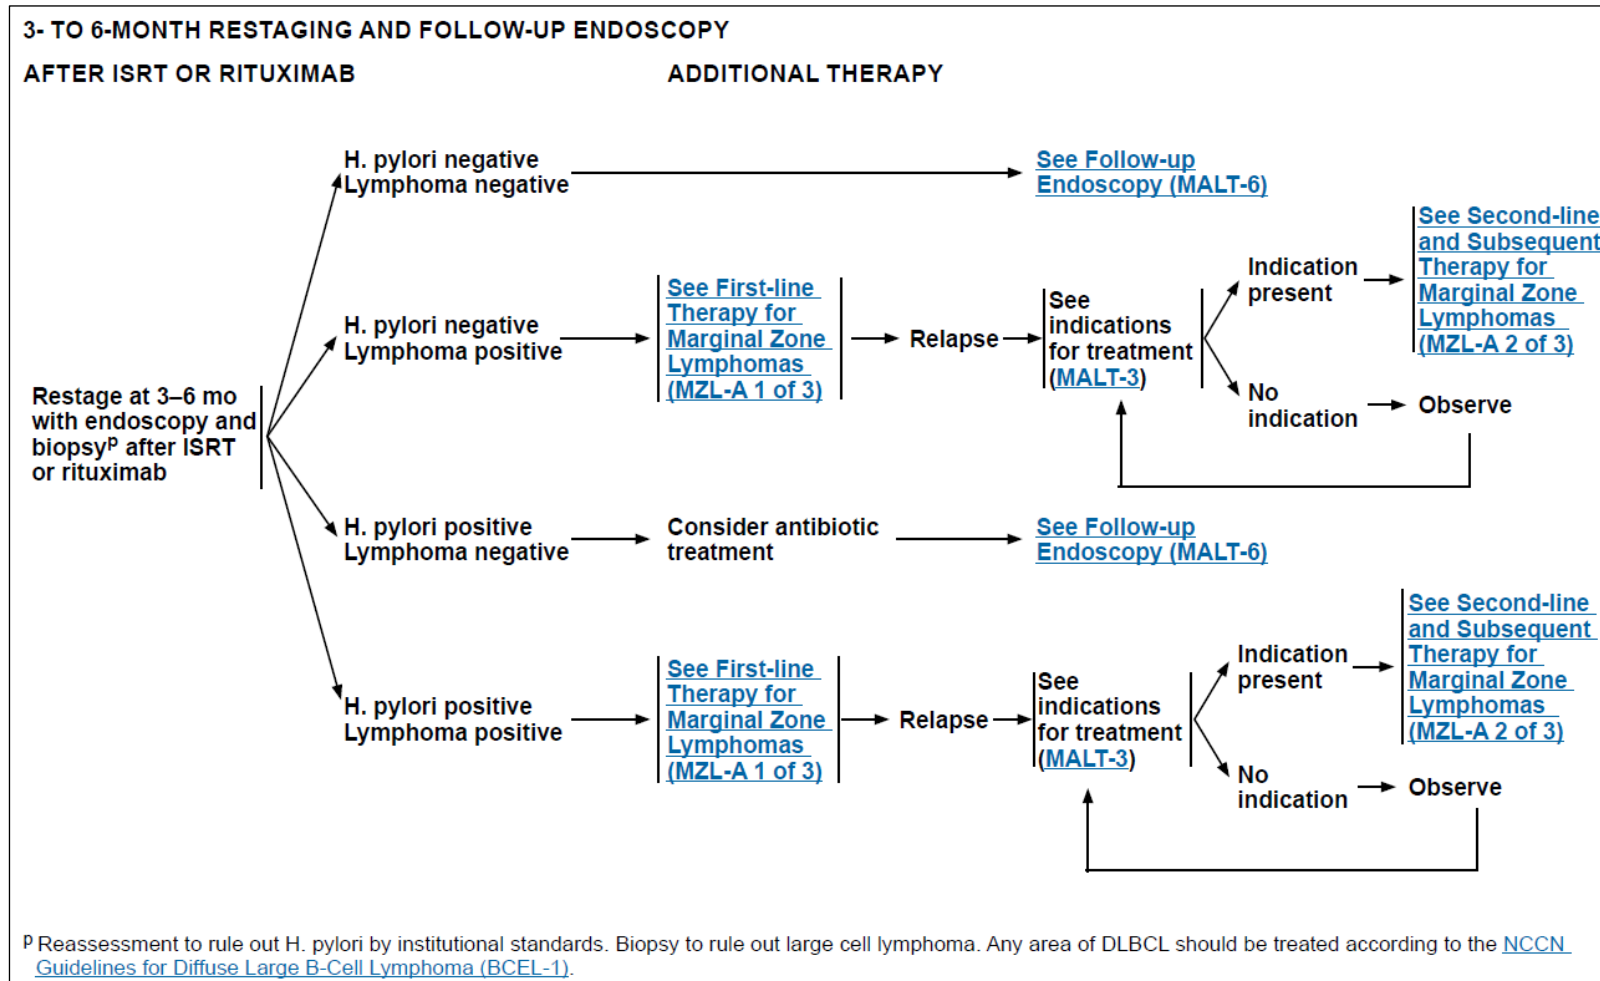 3- TO 6-MONTH RESTAGING AND FOLLOW-UP ENDOSCOPY
AFTER ISRT OR RITUXIMAB
ADDITIONAL THERAPY
Restage at 3–6 mo
with endoscopy and
biopsyp after ISRT
or rituximab
H. pylori negative
Lymphoma negative
See Follow-up
Endoscopy (MALT-6)
H. pylori negative
Lymphoma positive
See First-line
Therapy for
Marginal Zone
Lymphomas
(MZL-A 1 of 3)
Relapse
See
indications
for treatment
(MALT-3)
Indication
present
See Second-line
and Subsequent
Therapy for
Marginal Zone
Lymphomas
(MZL-A 2 of 3)
No
indication
Observe
H. pylori positive
Lymphoma negative
Consider antibiotic
treatment
See Follow-up
Endoscopy (MALT-6)
H. pylori positive
Lymphoma positive
See First-line
Therapy for
Marginal Zone
Lymphomas
(MZL-A 1 of 3)
Relapse
See
indications
for treatment
(MALT-3)
Indication
present
See Second-line
and Subsequent
Therapy for
Marginal Zone
Lymphomas
(MZL-A 2 of 3)
No
indication
Observe
p Reassessment to rule out H. pylori by institutional standards. Biopsy to rule out large cell lymphoma. Any area of DLBCL should be treated according to the NCCN
Guidelines for Diffuse Large B-Cell Lymphoma (BCEL-1).